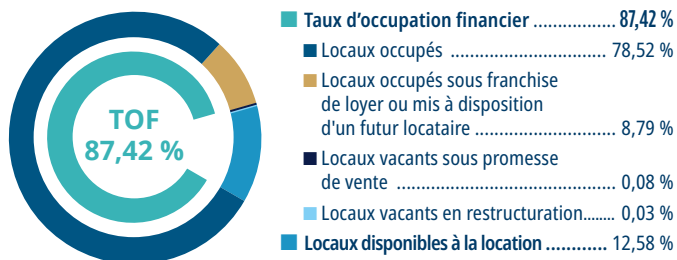 TOF
87,42 %
Taux d’occupation financier ................ 87,42 %
Locaux occupés .............................. 78,52 %
Locaux occupés sous franchise
de loyer ou mis à disposition
d'un futur locataire ........................ 8,79 %
Locaux vacants sous promesse
de vente ..................................... 0,08 %
Locaux vacants en restructuration....... 0,03 %
Locaux disponibles à la location ............ 12,58 %